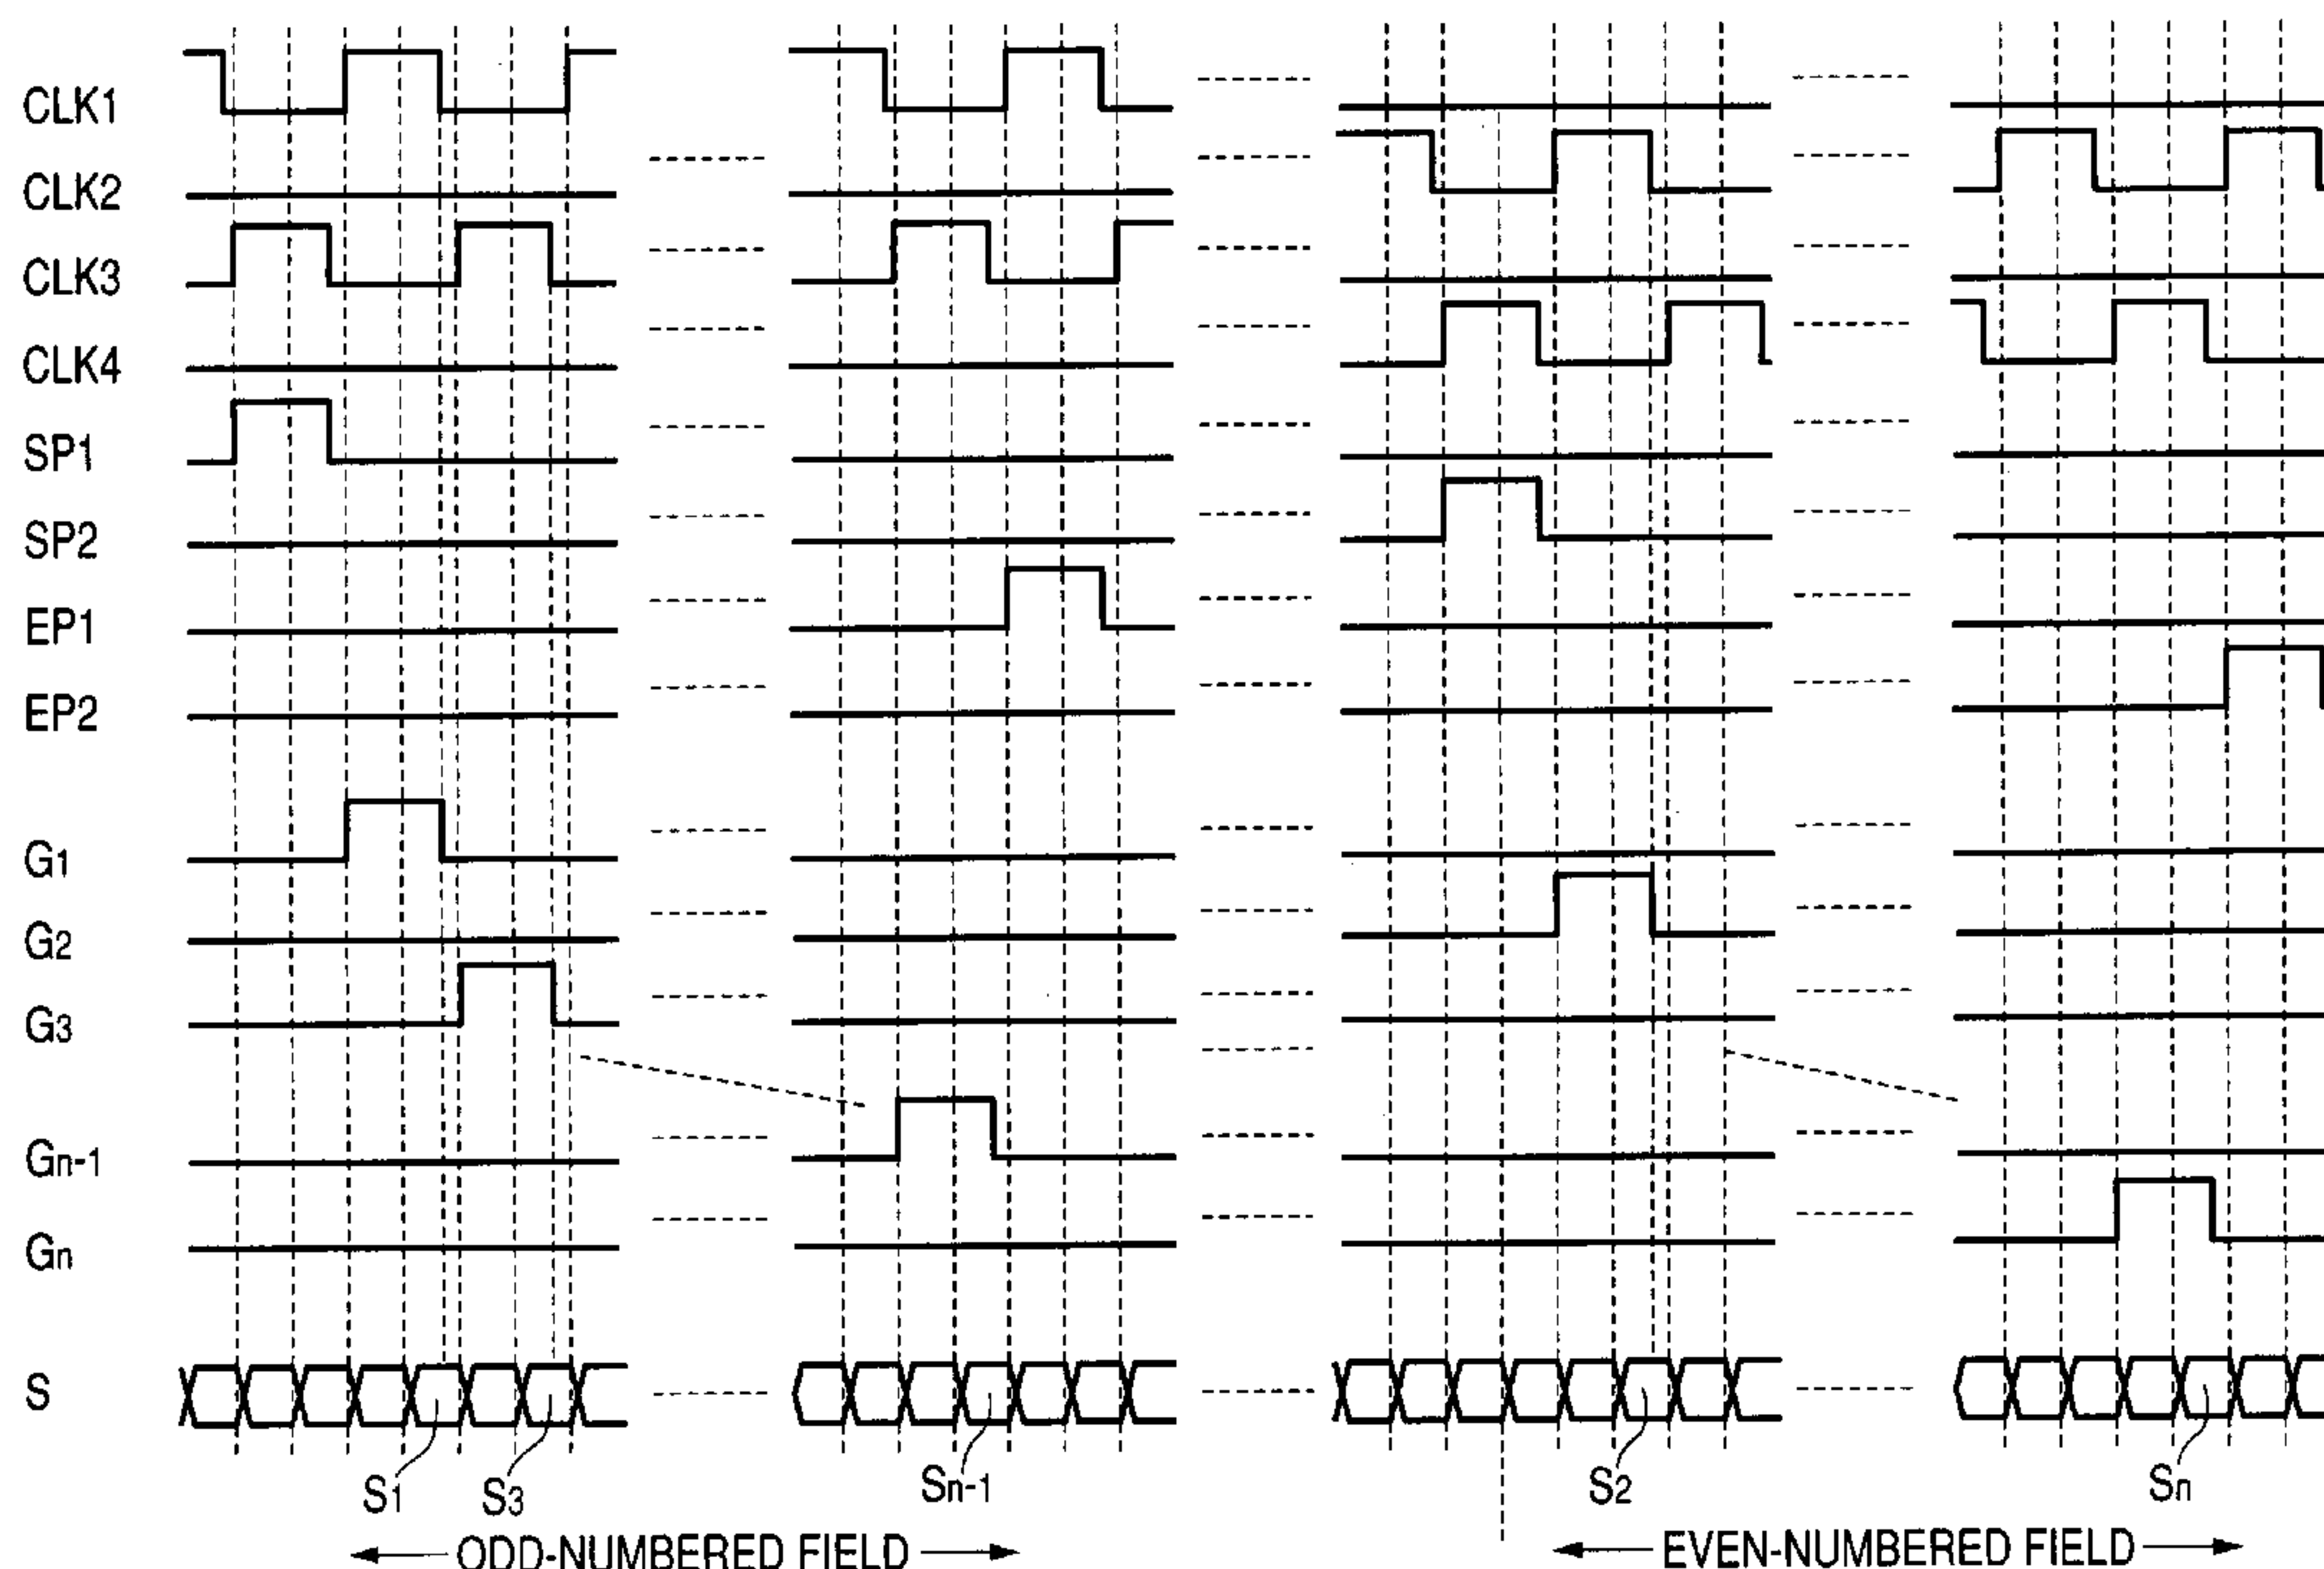 CLK1
CLK2
CLK3
CLK4
SP1
SP2
EP1
EP2
G1
G2
G3
Gn-1
Gn
S
S1
S3
Sn-1
S2
Sn
ODD-NUMBERED FIELD
EVEN-NUMBERED FIELD